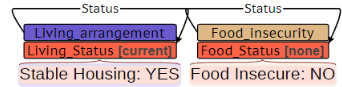 Status Status
Living_arrangement Food_insecurity
Living_Status [current] Food_Status [none]
Stable Housing: YES Food Insecure: NO